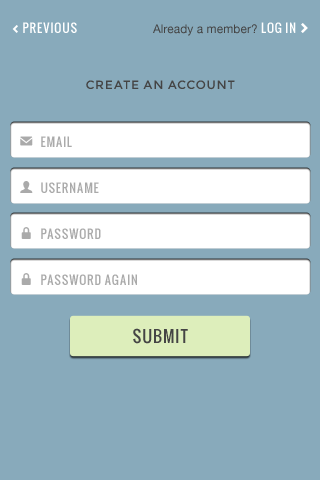 PREVIOUS
Already a member? LOG IN
CREATE AN ACCOUNT
EMAIL
USERNAME
PASSWORD
PASSWORD AGAIN
SUBMIT